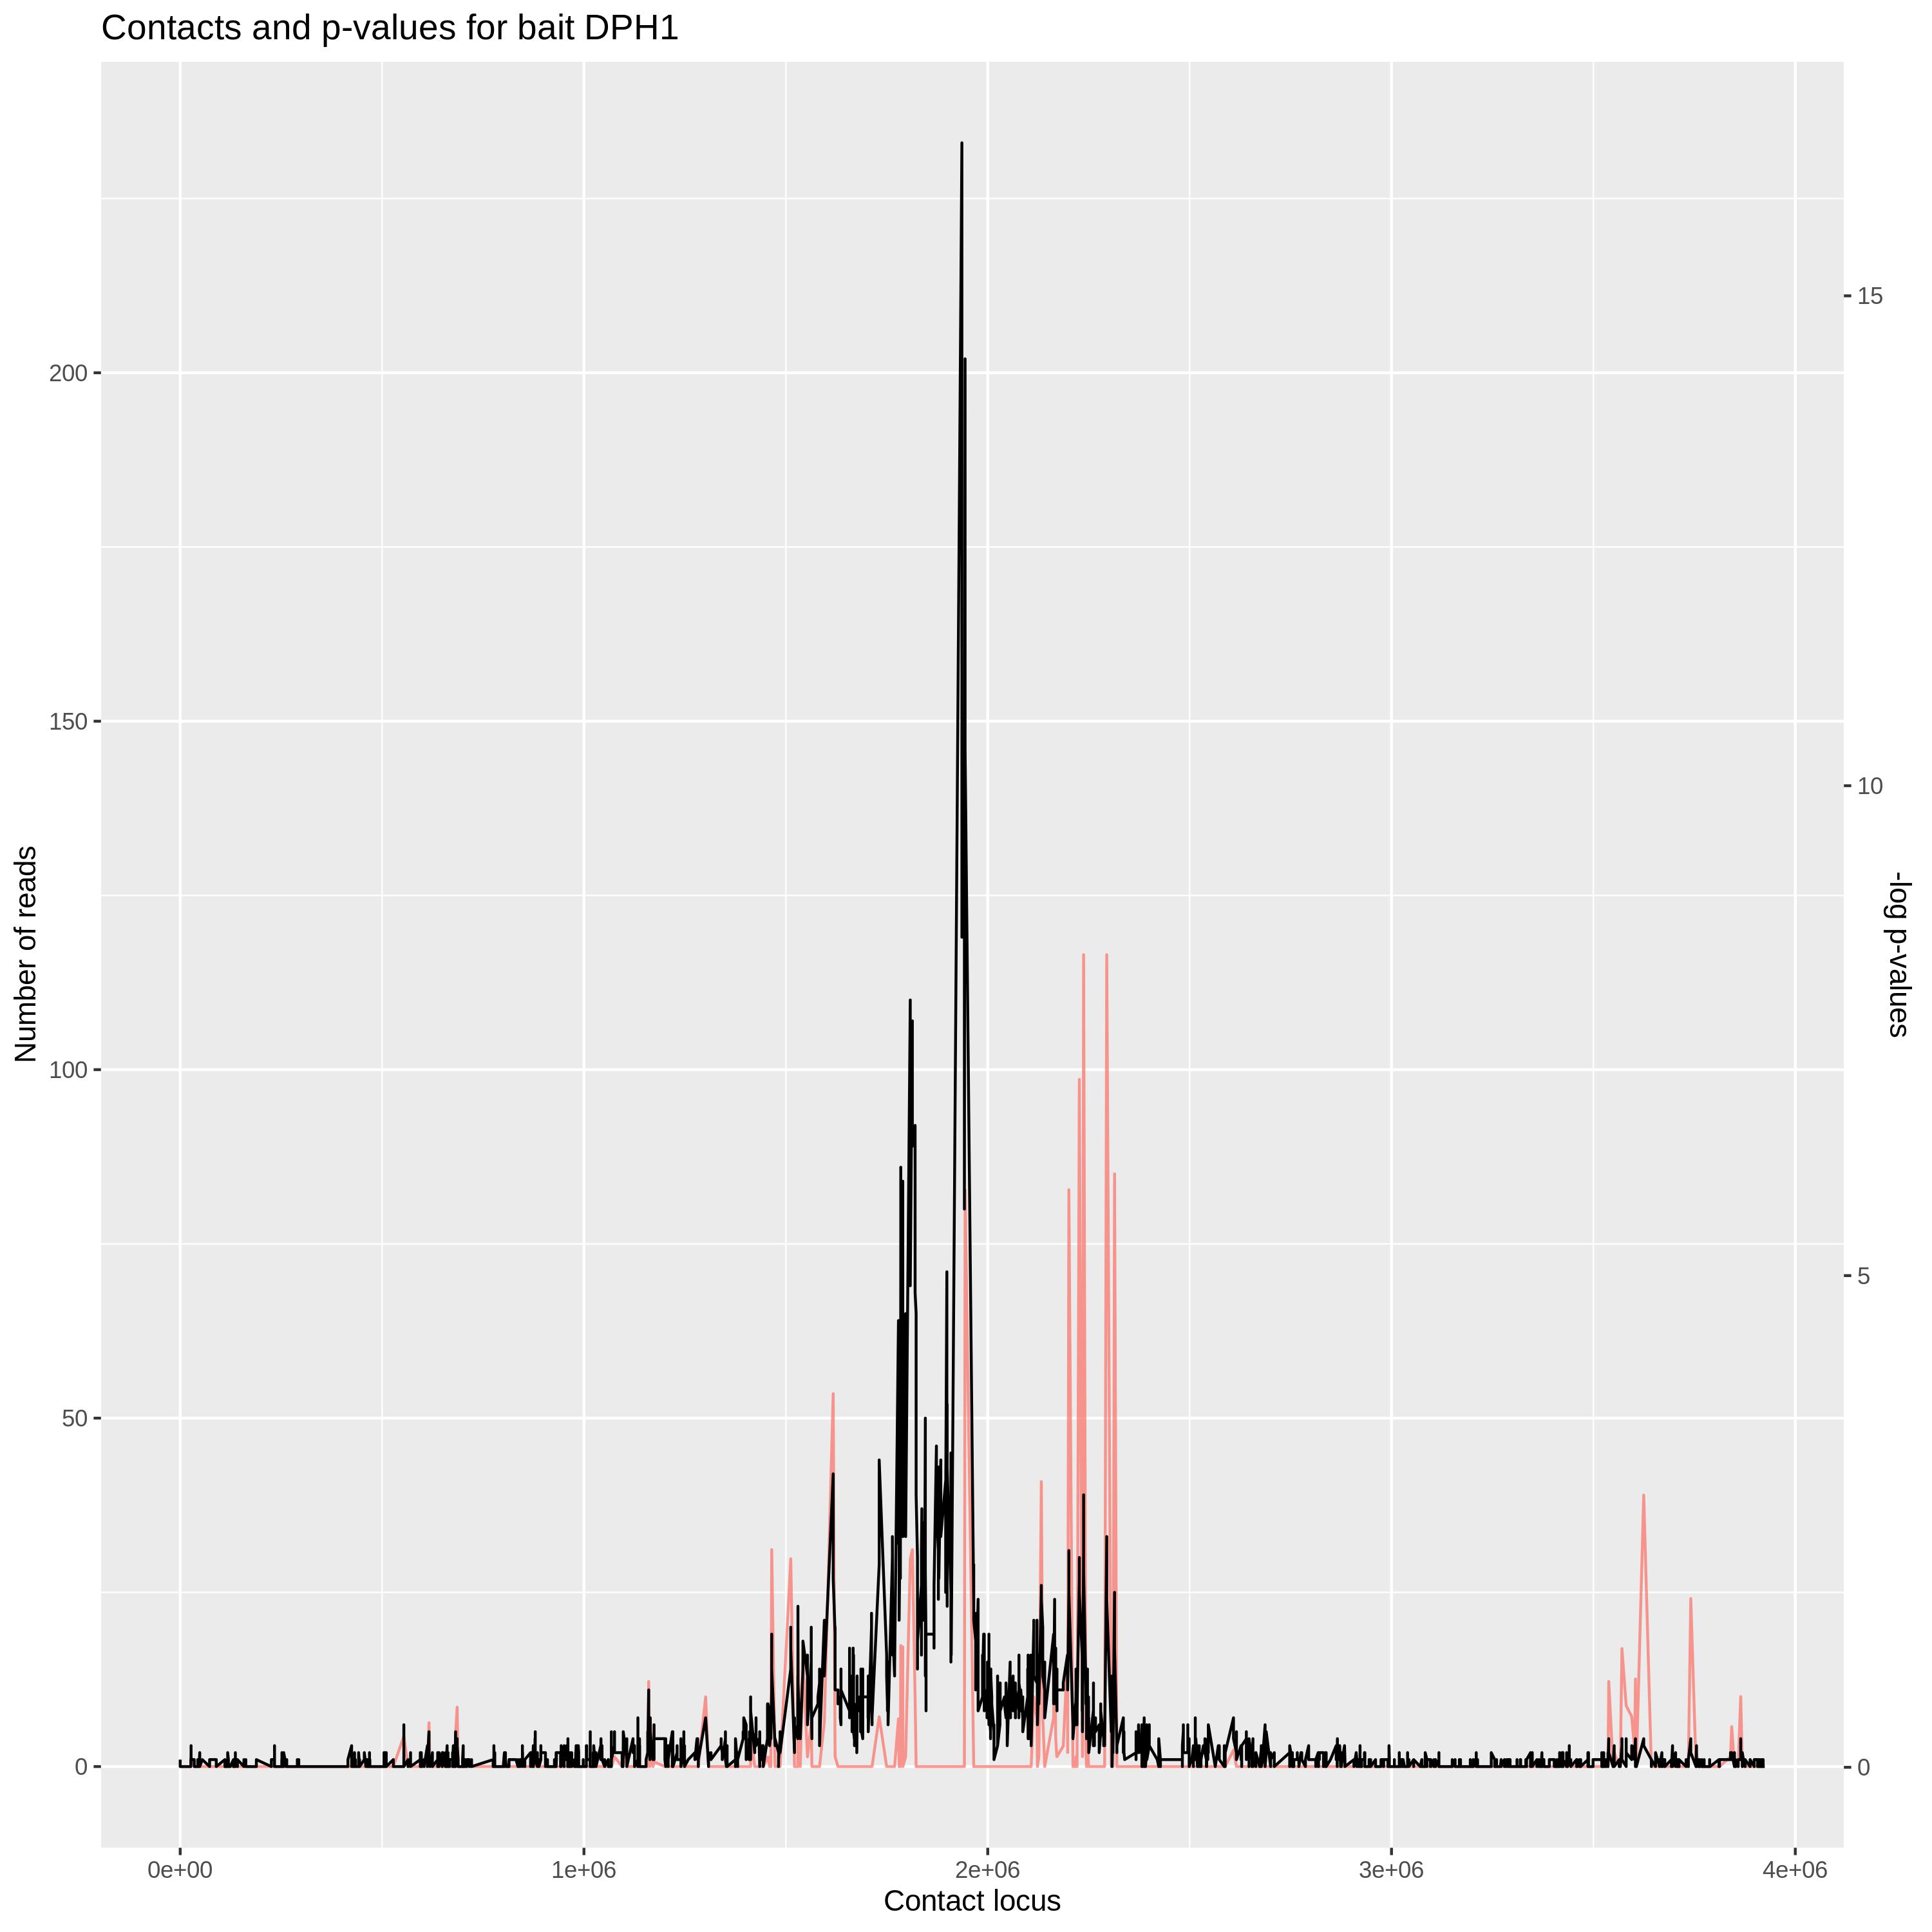 Contacts and p-values for bait DPH1
Number of reads
200
150
100
50
0
15
10
5
0
-log p-values
0e+00 1e+06 2e+06 3e+06 4e+06
Contact locus